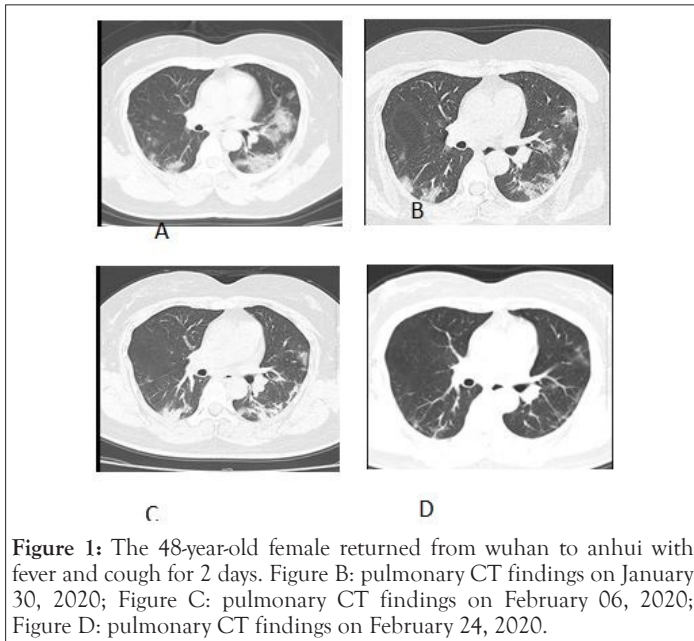 A
B
C
D
Figure 1: The 48-year-old female returned from wuhan to anhui with
fever and cough for 2 days. Figure B: pulmonary CT findings on January
30, 2020; Figure C: pulmonary CT findings on February 06, 2020;
Figure D: pulmonary CT findings on February 24, 2020.